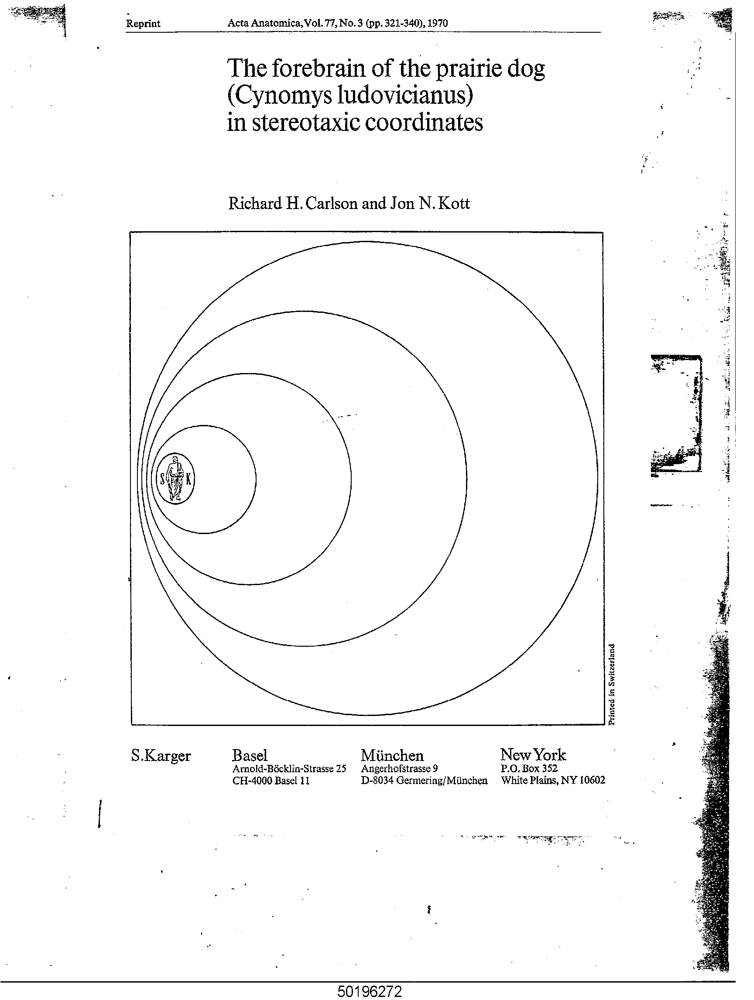 Reprint
Acta Anatomica, Vol. 77, No. 3 (pp. 321-340), 1970
The forebrain of the prairie dog
(Cynomys ludovicianus)
in stereotaxic coordinates
Richard H. Carlson and Jon N. Kott
S K
Printed in Switzerland
S. Karger
Basel
Arnold-Böcklin-Strasse 25
CH-4000 Basel 11
München
Angerhofstrasse 9
D-8034 Germering/München
New York
P.O. Box 352
White Plains, NY 10602
50196272